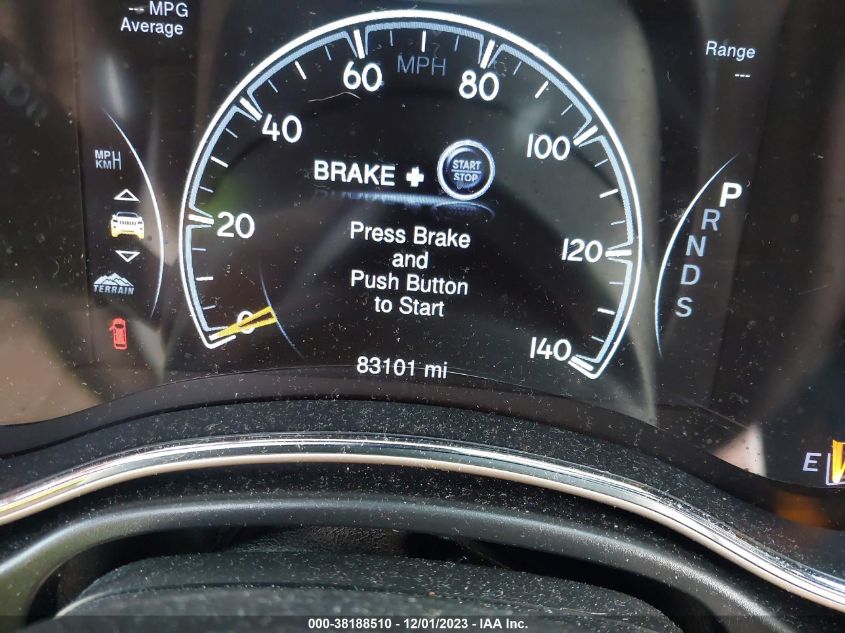 --- MPG
Average
Range
---
MPH
0
20
40
60
80
100
120
140
MPH
KM
BRAKE + START
STOP
Press Brake
and
Push Button
to Start
TERRAIN
P
R
N
D
S
83101 mi
E
000-38188510 • 12/01/2023 - IAA Inc.